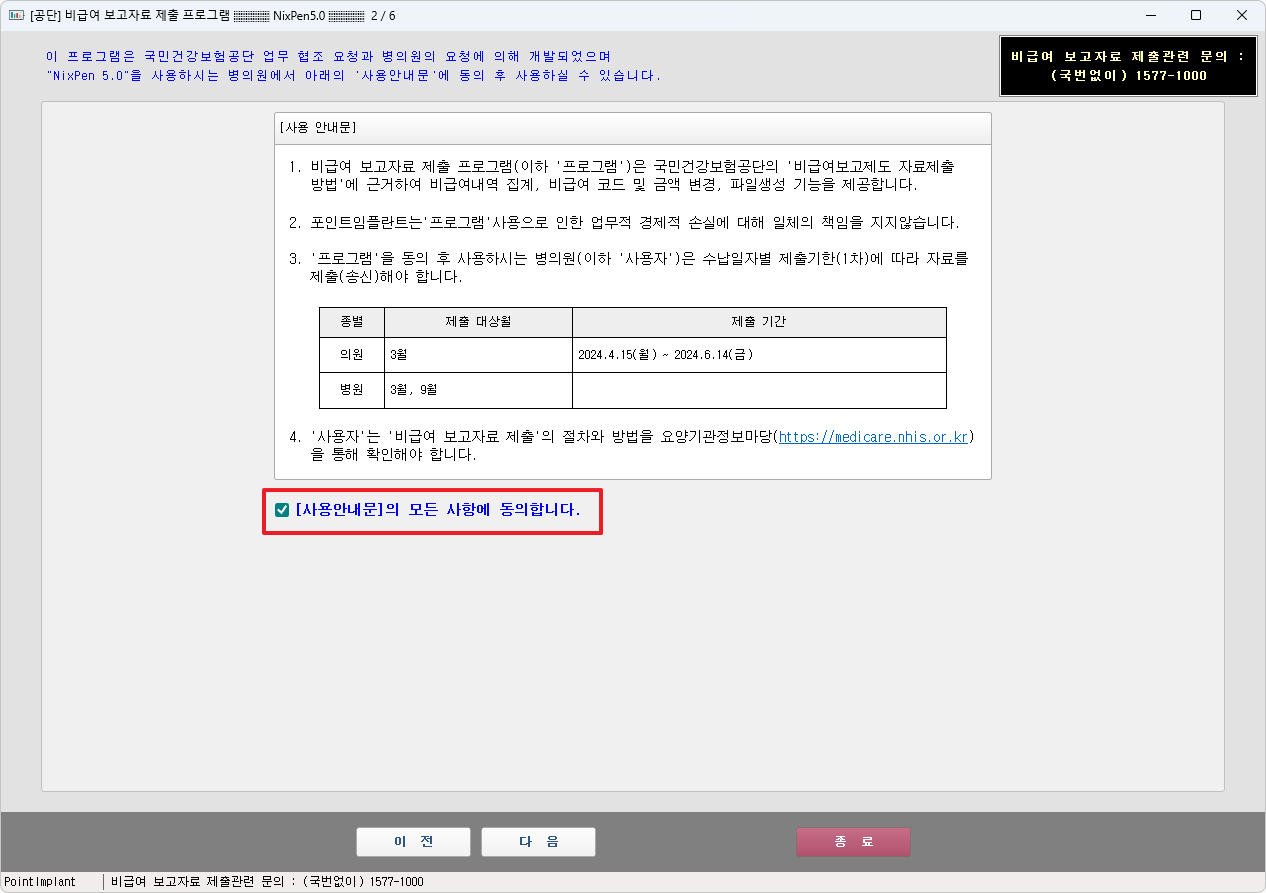 [공단] 비급여 보고자료 제출 프로그램 ▒▒▒▒▒ NixPen5.0 ▒▒▒▒▒ 2 / 6
이 프로그램은 국민건강보험공단 업무 협조 요청과 병의원의 요청에 의해 개발되었으며
"NixPen 5.0"을 사용하시는 병의원에서 아래의 '사용안내문'에 동의 후 사용하실 수 있습니다.
비급여 보고자료 제출관련 문의 :
(국번없이) 1577-1000
[사용 안내문]
1. 비급여 보고자료 제출 프로그램(이하 '프로그램')은 국민건강보험공단의 '비급여보고제도 자료제출
방법'에 근거하여 비급여내역 집계, 비급여 코드 및 금액 변경, 파일생성 기능을 제공합니다.
2. 포인트임플란트는'프로그램'사용으로 인한 업무적 경제적 손실에 대해 일체의 책임을 지지않습니다.
3. '프로그램'을 동의 후 사용하시는 병의원(이하 '사용자')은 수납일자별 제출기한(1차)에 따라 자료를
제출(송신)해야 합니다.
종별 제출 대상월 제출 기간
의원 3월 2024.4.15(월) ~ 2024.6.14(금)
병원 3월, 9월
4. '사용자'는 '비급여 보고자료 제출'의 절차와 방법을 요양기관정보마당(https://medicare.nhis.or.kr)
을 통해 확인해야 합니다.
[사용안내문]의 모든 사항에 동의합니다.
이 전 다 음 종 료
PointImplant 비급여 보고자료 제출관련 문의 : (국번없이) 1577-1000